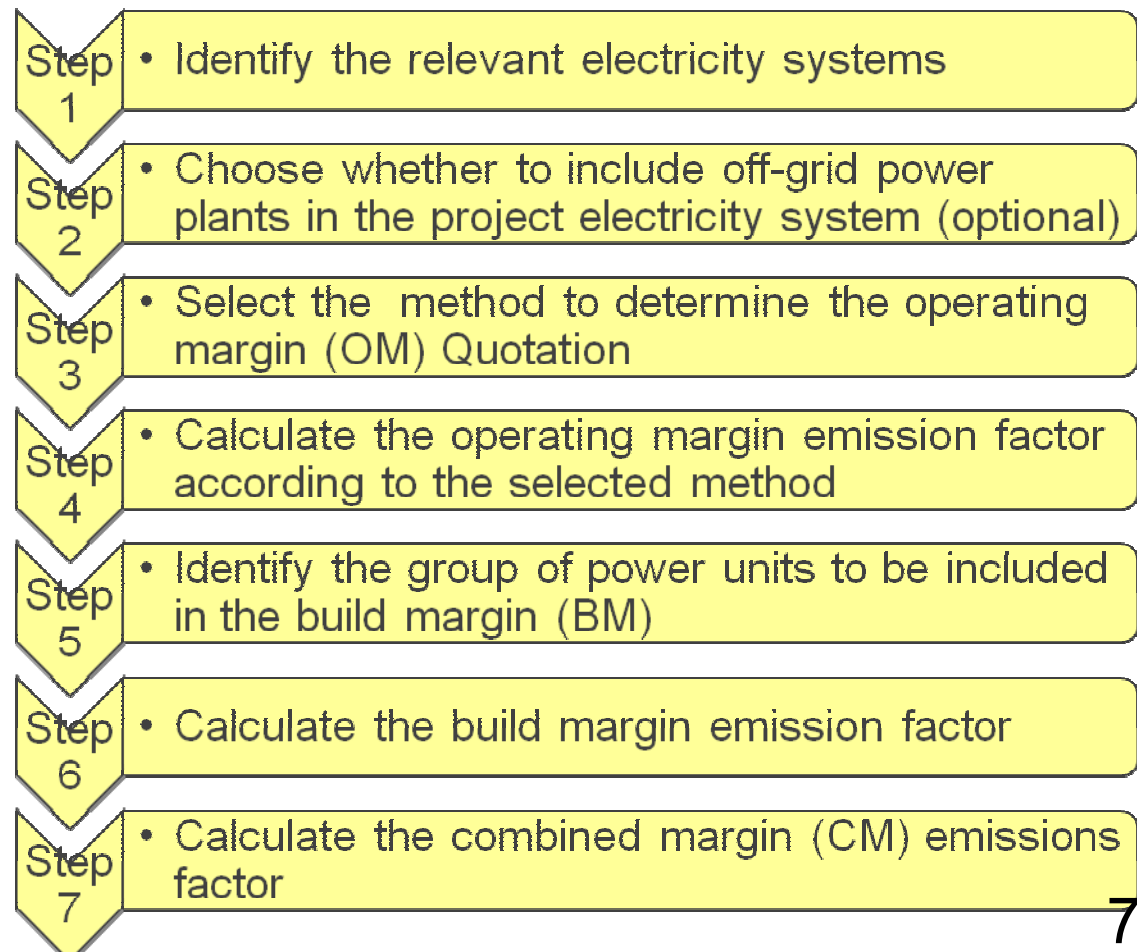 Step
1
• Identify the relevant electricity systems
Step
2
• Choose whether to include off-grid power
plants in the project electricity system (optional)
Step
3
• Select the method to determine the operating
margin (OM) Quotation
Step
4
• Calculate the operating margin emission factor
according to the selected method
Step
5
• Identify the group of power units to be included
in the build margin (BM)
Step
6
• Calculate the build margin emission factor
Step
7
• Calculate the combined margin (CM) emissions
factor
7